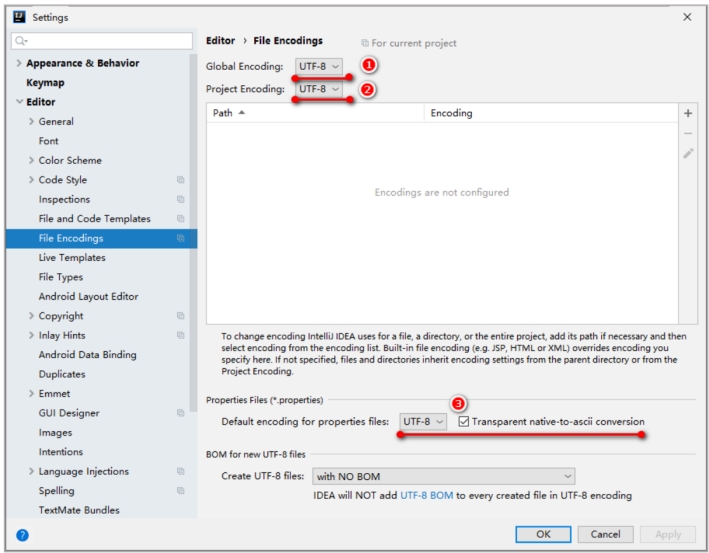 Settings
Appearance & Behavior
Keymap
Editor
General
Font
Color Scheme
Code Style
Inspections
File and Code Templates
File Encodings
Live Templates
File Types
Android Layout Editor
Copyright
Inlay Hints
Android Data Binding
Duplicates
Emmet
GUI Designer
Images
Intentions
Language Injections
Spelling
TextMate Bundles
Editor › File Encodings For current project
Global Encoding: UTF-8 1
Project Encoding: UTF-8 2
Path Encoding
Encodings are not configured
To change encoding IntelliJ IDEA uses for a file, a directory, or the entire project, add its path if necessary and then
select encoding from the encoding list. Built-in file encoding (e.g. JSP, HTML or XML) overrides encoding you
specify here. If not specified, files and directories inherit encoding settings from the parent directory or from the
Project Encoding.
Properties Files (*.properties)
3
Default encoding for properties files: UTF-8 Transparent native-to-ascii conversion
BOM for new UTF-8 files
Create UTF-8 files: with NO BOM
IDEA will NOT add UTF-8 BOM to every created file in UTF-8 encoding
? OK Cancel Apply